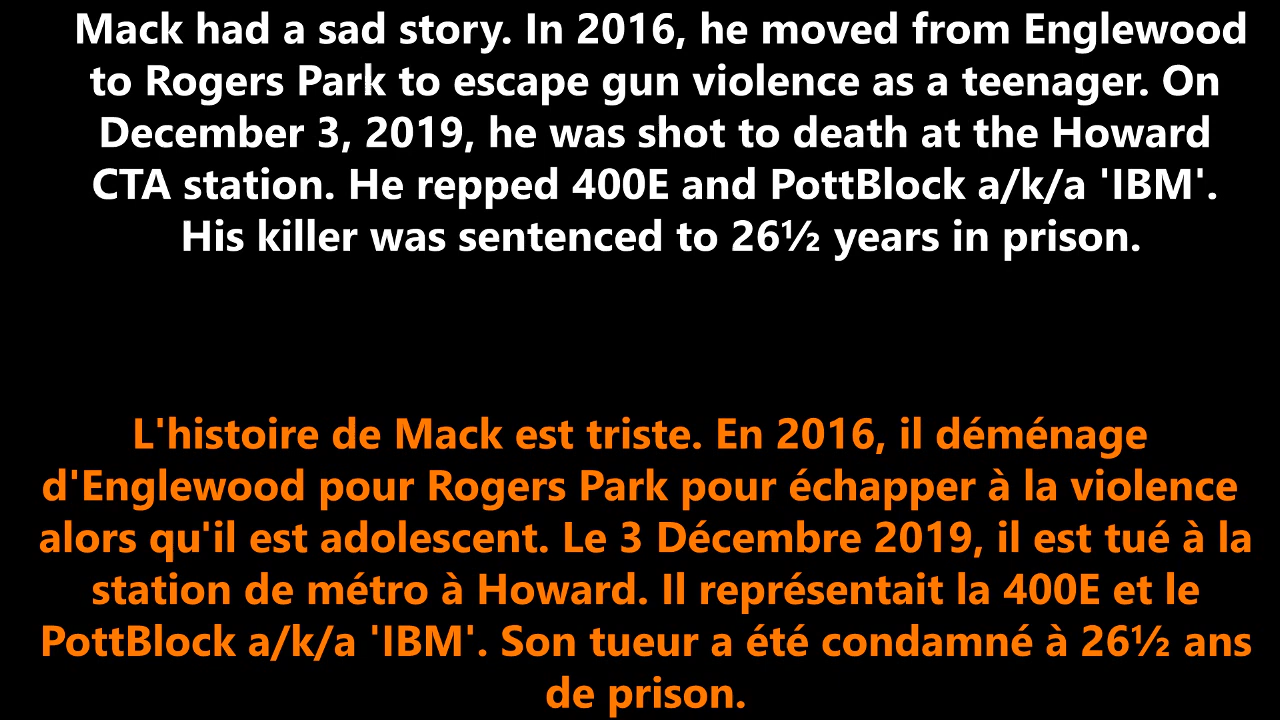 Mack had a sad story. In 2016, he moved from Englewood
to Rogers Park to escape gun violence as a teenager. On
December 3, 2019, he was shot to death at the Howard
CTA station. He repped 400E and PottBlock a/k/a 'IBM'.
His killer was sentenced to 26½ years in prison.
L'histoire de Mack est triste. En 2016, il déménage
d'Englewood pour Rogers Park pour échapper à la violence
alors qu'il est adolescent. Le 3 Décembre 2019, il est tué à la
station de métro à Howard. Il représentait la 400E et le
PottBlock a/k/a 'IBM'. Son tueur a été condamné à 26½ ans
de prison.